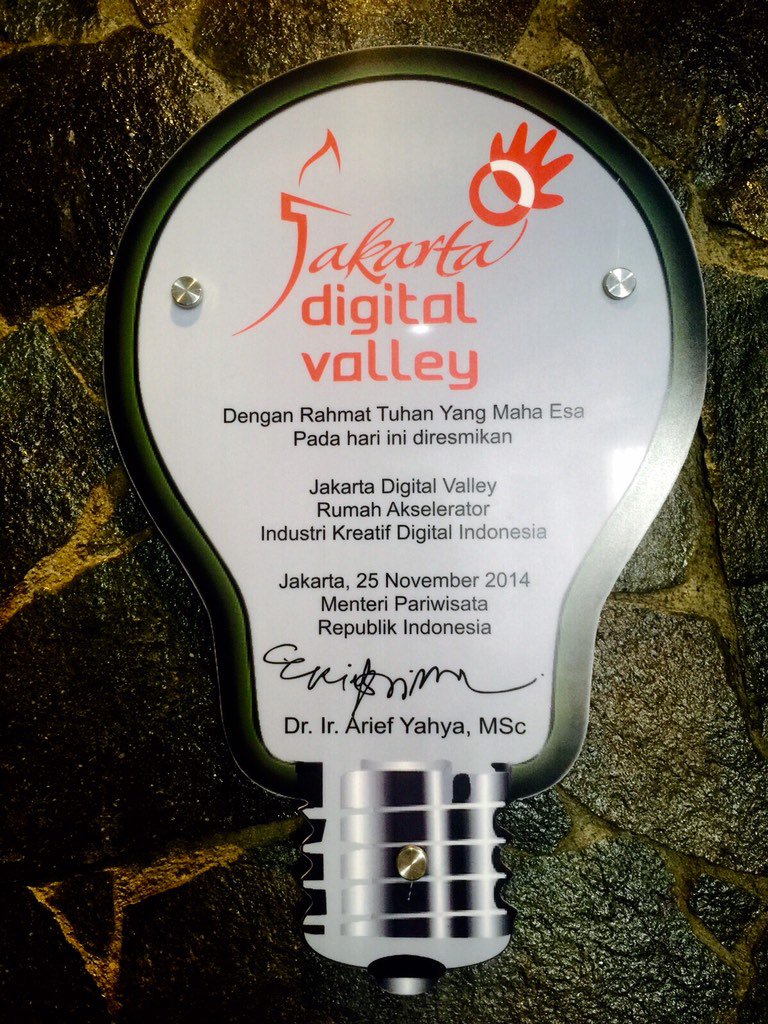 Jakarta
digital
valley
Dengan Rahmat Tuhan Yang Maha Esa
Pada hari ini diresmikan
Jakarta Digital Valley
Rumah Akselerator
Industri Kreatif Digital Indonesia
Jakarta, 25 November 2014
Menteri Pariwisata
Republik Indonesia
Dr. Ir. Arief Yahya, MSc